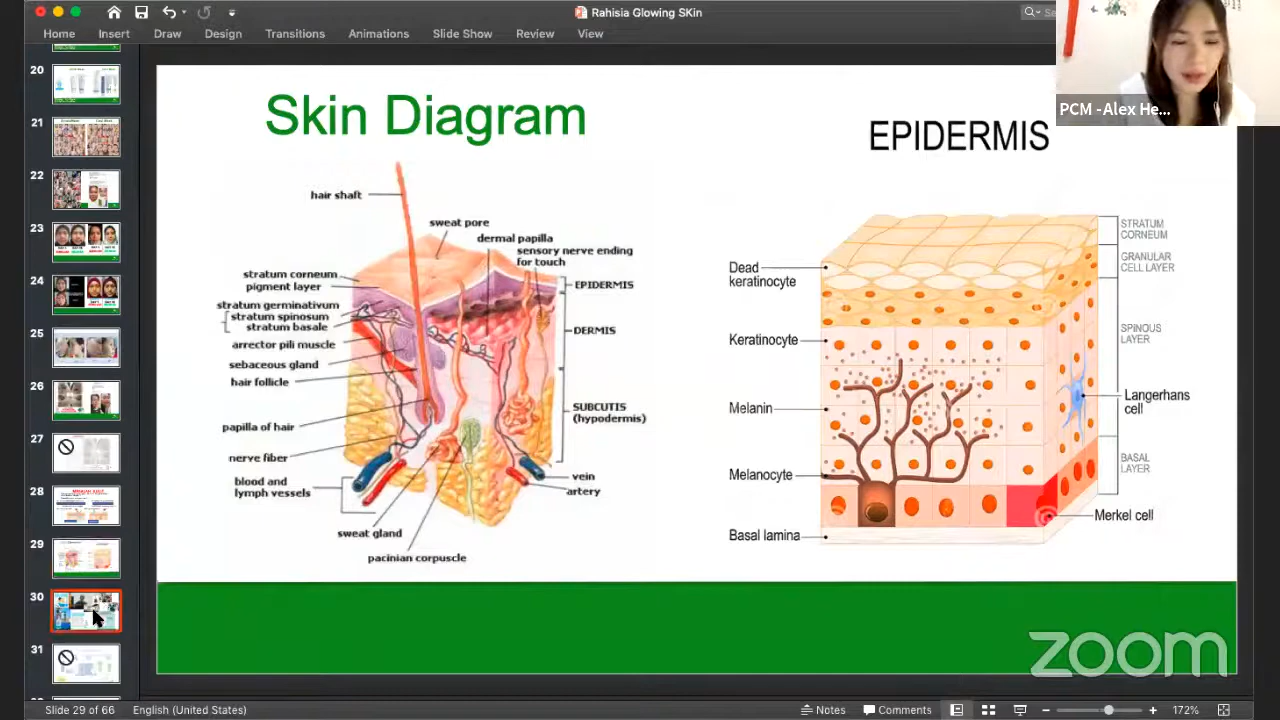 Rahisia Glowing SKin
Home Insert Draw Design Transitions Animations Slide Show Review View
PCM -Alex He...
Skin Diagram
hair shaft
sweat pore
dermal papilla
sensory nerve ending
for touch
stratum corneum
pigment layer
stratum germinativum
stratum spinosum
stratum basale
arrector pili muscle
sebaceous gland
hair follicle
papilla of hair
nerve fiber
blood and
lymph vessels
sweat gland
pacinian corpuscle
EPIDERMIS
DERMIS
SUBCUTIS
(hypodermis)
vein
artery
EPIDERMIS
Dead
keratinocyte
Keratinocyte
Melanin
Melanocyte
Basal lamina
STRATUM
CORNEUM
GRANULAR
CELL LAYER
SPINOUS
LAYER
Langerhans
cell
BASAL
LAYER
Merkel cell
20
21
22
23
24
25
26
27
28
29
30
31
zoom
Slide 29 of 66 English (United States) Notes Comments 172%